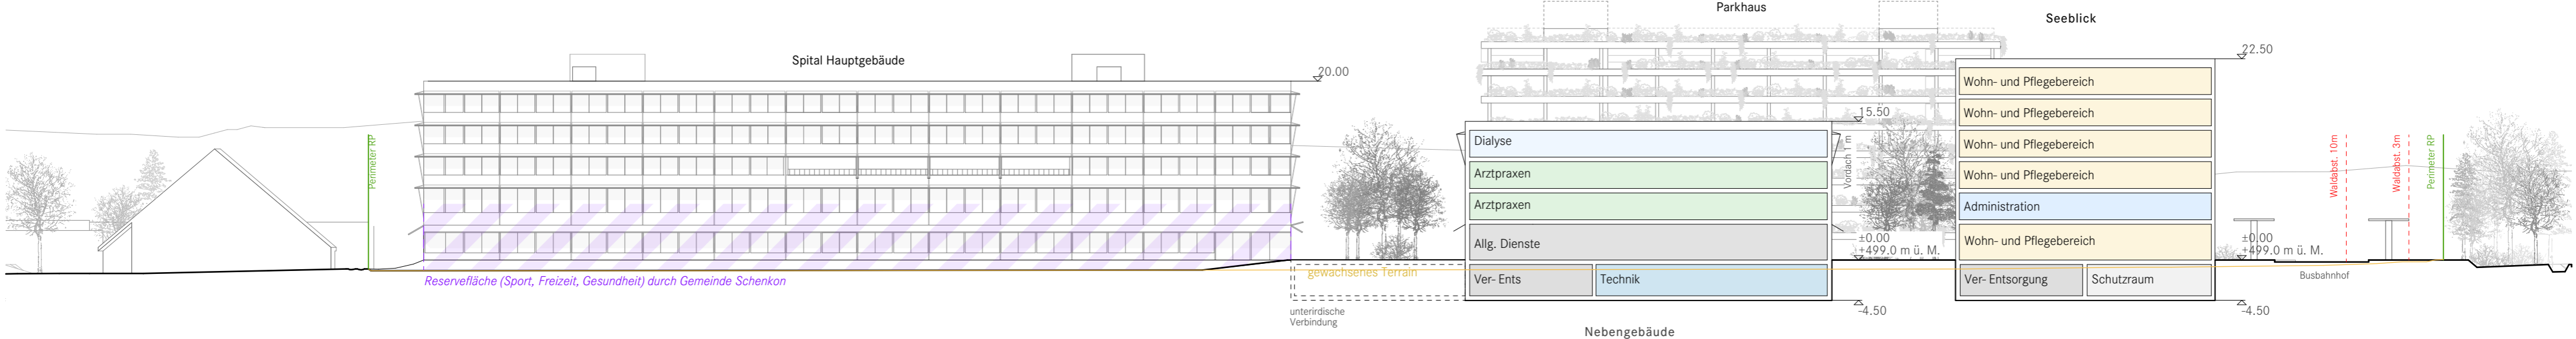 Parkhaus
Seeblick
Spital Hauptgebäude
20.00
22.50
15.50
Perimeter RP
Dialyse
Arztpraxen
Arztpraxen
Allg. Dienste
Ver- Ents
Technik
Vordach 1 m
±0.00
+499.0 m ü. M.
-4.50
Wohn- und Pflegebereich
Wohn- und Pflegebereich
Wohn- und Pflegebereich
Wohn- und Pflegebereich
Administration
Wohn- und Pflegebereich
Ver- Entsorgung
Schutzraum
±0.00
+499.0 m ü. M.
-4.50
Waldabst. 10m
Waldabst. 3m
Perimeter RP
Busbahnhof
Reservefläche (Sport, Freizeit, Gesundheit) durch Gemeinde Schenkon
gewachsenes Terrain
unterirdische
Verbindung
Nebengebäude